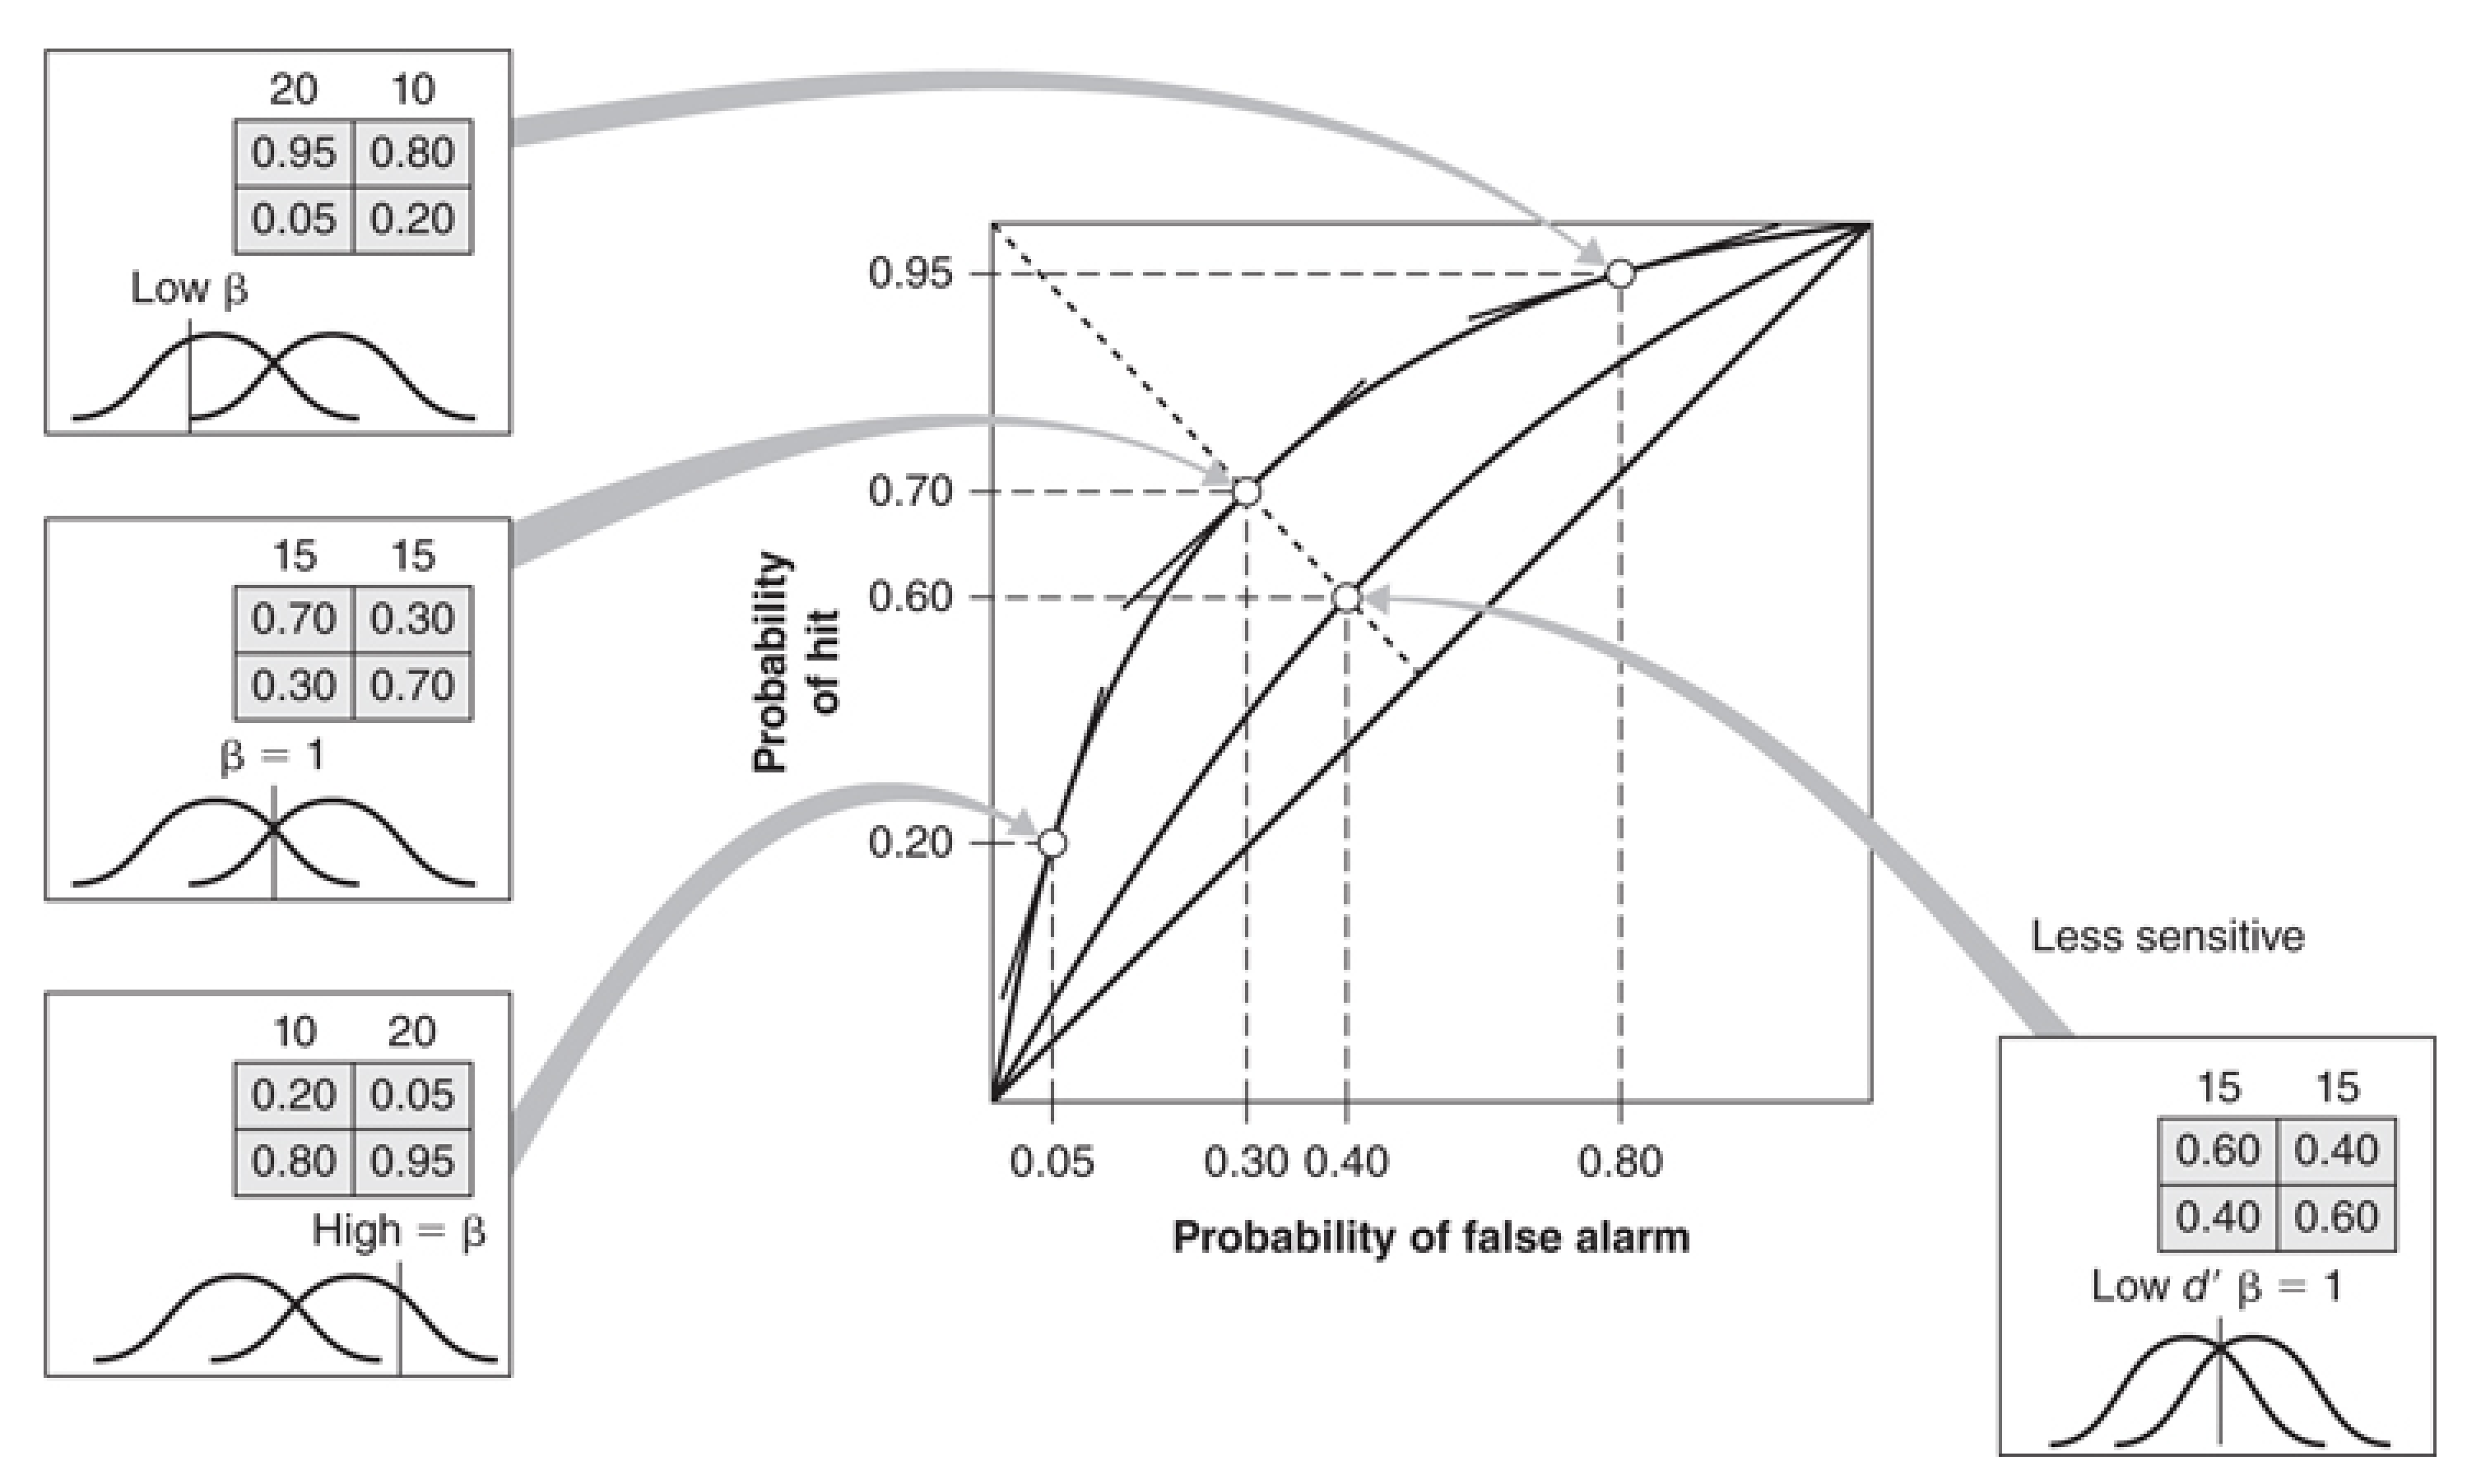 20 10
0.95 0.80
0.05 0.20
Low β
15 15
0.70 0.30
0.30 0.70
β = 1
10 20
0.20 0.05
0.80 0.95
High = β
Probability
of hit
0.95
0.70
0.60
0.20
0.05 0.30 0.40 0.80
Probability of false alarm
Less sensitive
15 15
0.60 0.40
0.40 0.60
Low d′ β = 1